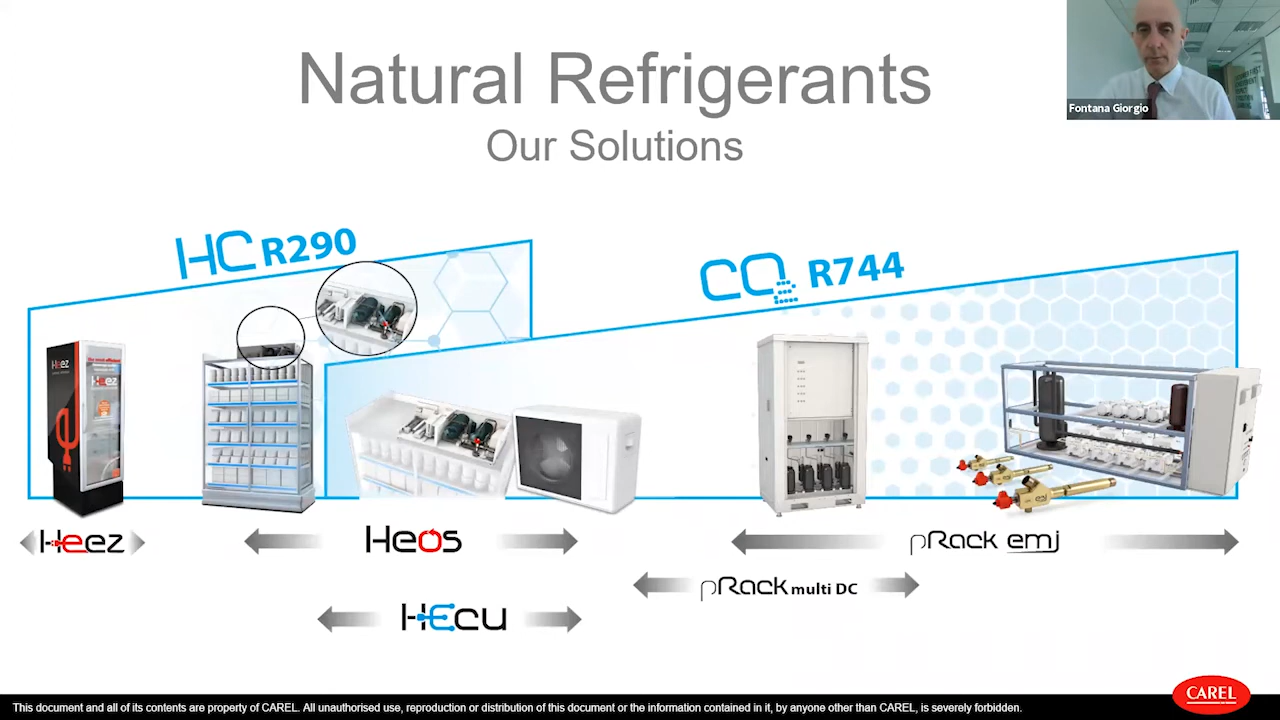 Natural Refrigerants
Our Solutions
Fontana Giorgio
HC R290
CO2 R744
Heez
Heez
Heez
Heos
pRack emj
pRack multi DC
HEcu
CAREL
This document and all of its contents are property of CAREL. All unauthorised use, reproduction or distribution of this document or the information contained in it, by anyone other than CAREL, is severely forbidden.